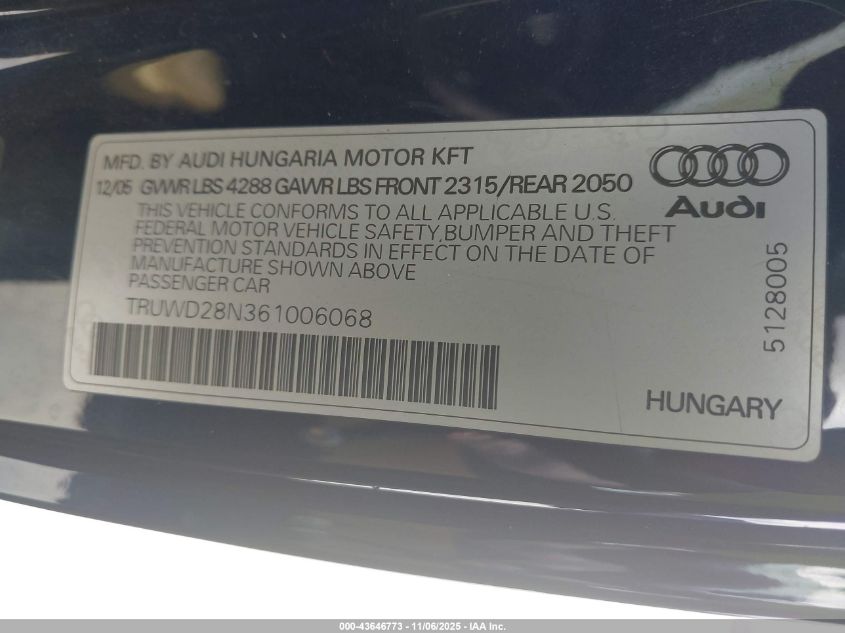 MFD. BY AUDI HUNGARIA MOTOR KFT
12/05 GVWR LBS 4288 GAWR LBS FRONT 2315/REAR 2050
THIS VEHICLE CONFORMS TO ALL APPLICABLE U.S.
FEDERAL MOTOR VEHICLE SAFETY,BUMPER AND THEFT
PREVENTION STANDARDS IN EFFECT ON THE DATE OF
MANUFACTURE SHOWN ABOVE
PASSENGER CAR
TRUWD28N361006068
Audi
5128005
HUNGARY
000-43646773 - 11/06/2025 - IAA Inc.